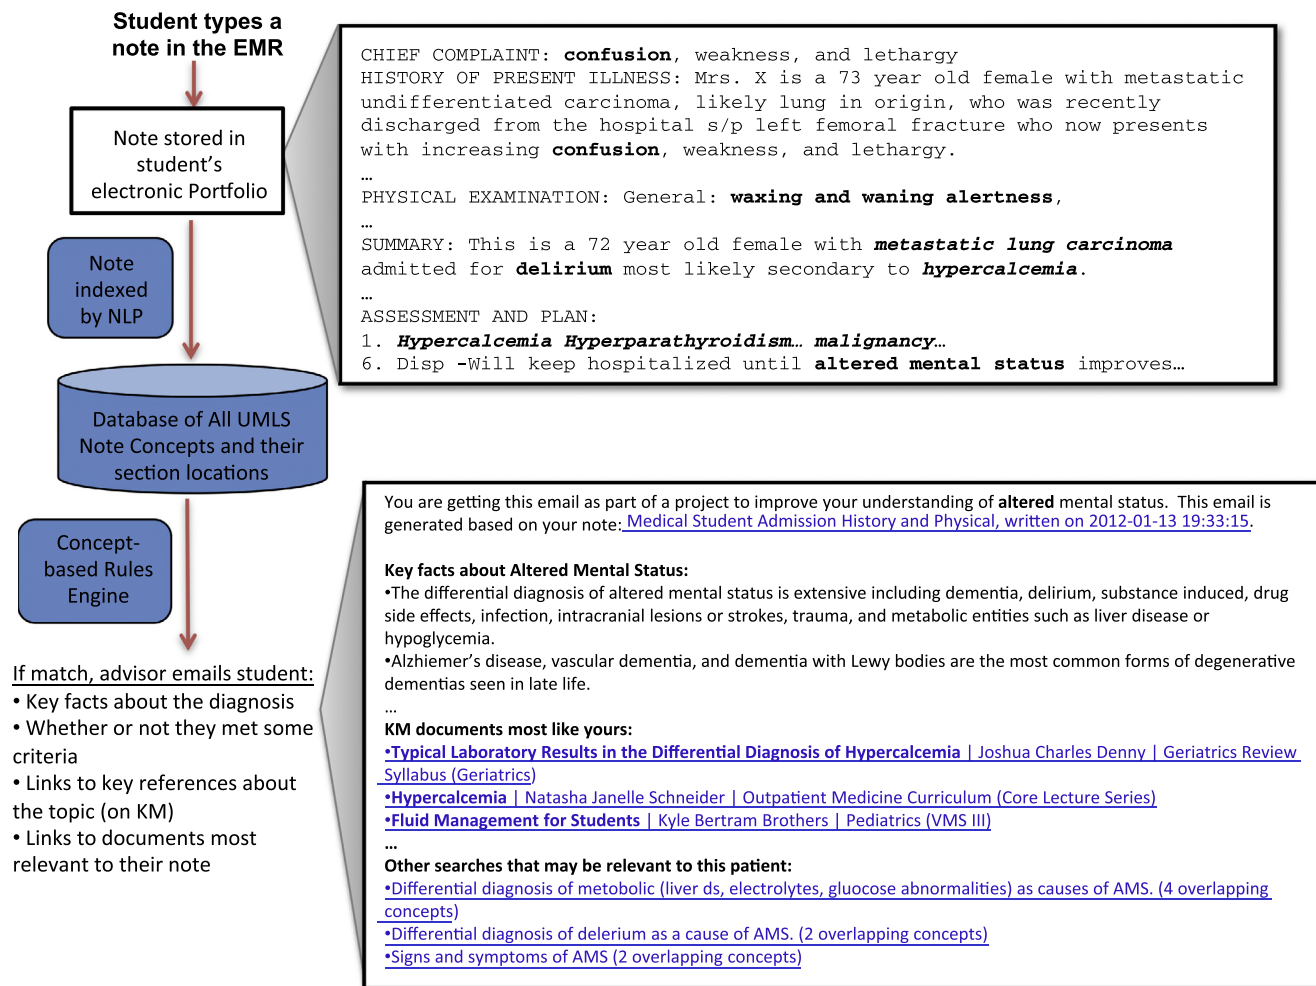 Student types a
note in the EMR
Note stored in
student's
electronic Portfolio
Note
indexed
by NLP
Database of All UMLS
Note Concepts and their
section locations
Concept-
based Rules
Engine
If match, advisor emails student:
• Key facts about the diagnosis
• Whether or not they met some
criteria
• Links to key references about
the topic (on KM)
• Links to documents most
relevant to their note
CHIEF COMPLAINT: confusion, weakness, and lethargy
HISTORY OF PRESENT ILLNESS: Mrs. X is a 73 year old female with metastatic
undifferentiated carcinoma, likely lung in origin, who was recently
discharged from the hospital s/p left femoral fracture who now presents
with increasing confusion, weakness, and lethargy.
…
PHYSICAL EXAMINATION: General: waxing and waning alertness,
…
SUMMARY: This is a 72 year old female with metastatic lung carcinoma
admitted for delirium most likely secondary to hypercalcemia.
…
ASSESSMENT AND PLAN:
1. Hypercalcemia Hyperparathyroidism… malignancy…
6. Disp -Will keep hospitalized until altered mental status improves…
You are getting this email as part of a project to improve your understanding of altered mental status. This email is
generated based on your note: Medical Student Admission History and Physical, written on 2012-01-13 19:33:15.
Key facts about Altered Mental Status:
•The differential diagnosis of altered mental status is extensive including dementia, delirium, substance induced, drug
side effects, infection, intracranial lesions or strokes, trauma, and metabolic entities such as liver disease or
hypoglycemia.
•Alzhiemer's disease, vascular dementia, and dementia with Lewy bodies are the most common forms of degenerative
dementias seen in late life.
…
KM documents most like yours:
•Typical Laboratory Results in the Differential Diagnosis of Hypercalcemia | Joshua Charles Denny | Geriatrics Review
Syllabus (Geriatrics)
•Hypercalcemia | Natasha Janelle Schneider | Outpatient Medicine Curriculum (Core Lecture Series)
•Fluid Management for Students | Kyle Bertram Brothers | Pediatrics (VMS III)
…
Other searches that may be relevant to this patient:
•Differential diagnosis of metobolic (liver ds, electrolytes, gluocose abnormalities) as causes of AMS. (4 overlapping
concepts)
•Differential diagnosis of delerium as a cause of AMS. (2 overlapping concepts)
•Signs and symptoms of AMS (2 overlapping concepts)